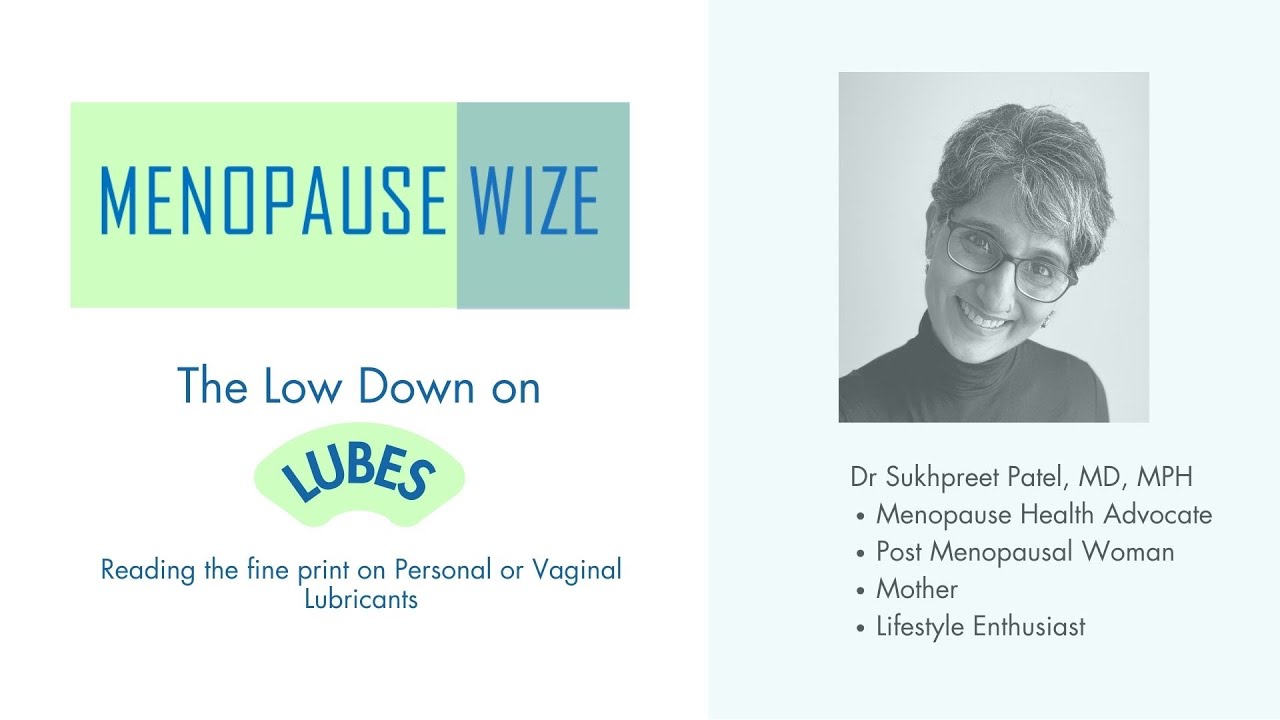 MENOPAUSE WIZE
The Low Down on
LUBES
Reading the fine print on Personal or Vaginal
Lubricants
Dr Sukhpreet Patel, MD, MPH
• Menopause Health Advocate
• Post Menopausal Woman
• Mother
• Lifestyle Enthusiast